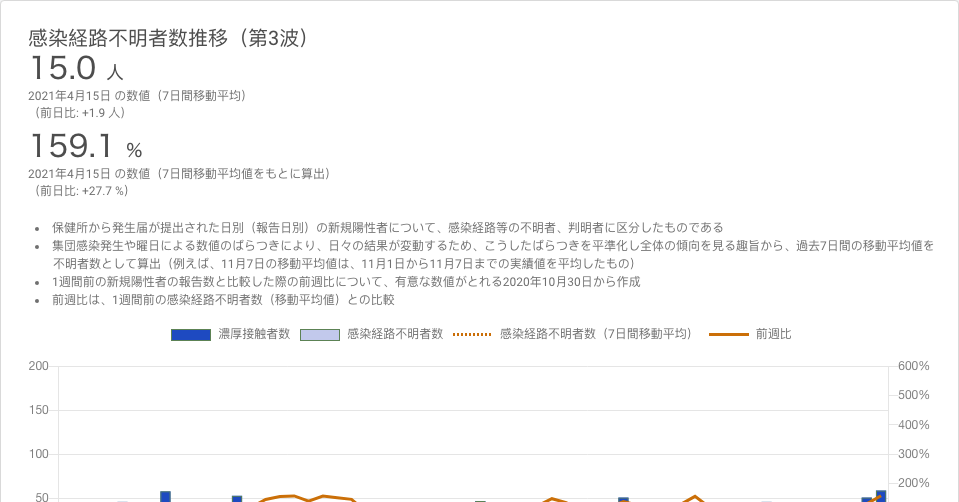 感染経路不明者数推移（第3波）
15.0 人
2021年4月15日 の数値（7日間移動平均）
（前日比: +1.9 人）
159.1 %
2021年4月15日 の数値（7日間移動平均値をもとに算出）
（前日比: +27.7 %）
• 保健所から発生届が提出された日別（報告日別）の新規陽性者について、感染経路等の不明者、判明者に区分したものである
• 集団感染発生や曜日による数値のばらつきにより、日々の結果が変動するため、こうしたばらつきを平準化し全体の傾向を見る趣旨から、過去7日間の移動平均値を
不明者数として算出（例えば、11月7日の移動平均値は、11月1日から11月7日までの実績値を平均したもの）
• 1週間前の新規陽性者の報告数と比較した際の前週比について、有意な数値がとれる2020年10月30日から作成
• 前週比は、1週間前の感染経路不明者数（移動平均値）との比較
濃厚接触者数 感染経路不明者数 感染経路不明者数（7日間移動平均） 前週比
200 600%
500%
150
400%
100 300%
200%
50